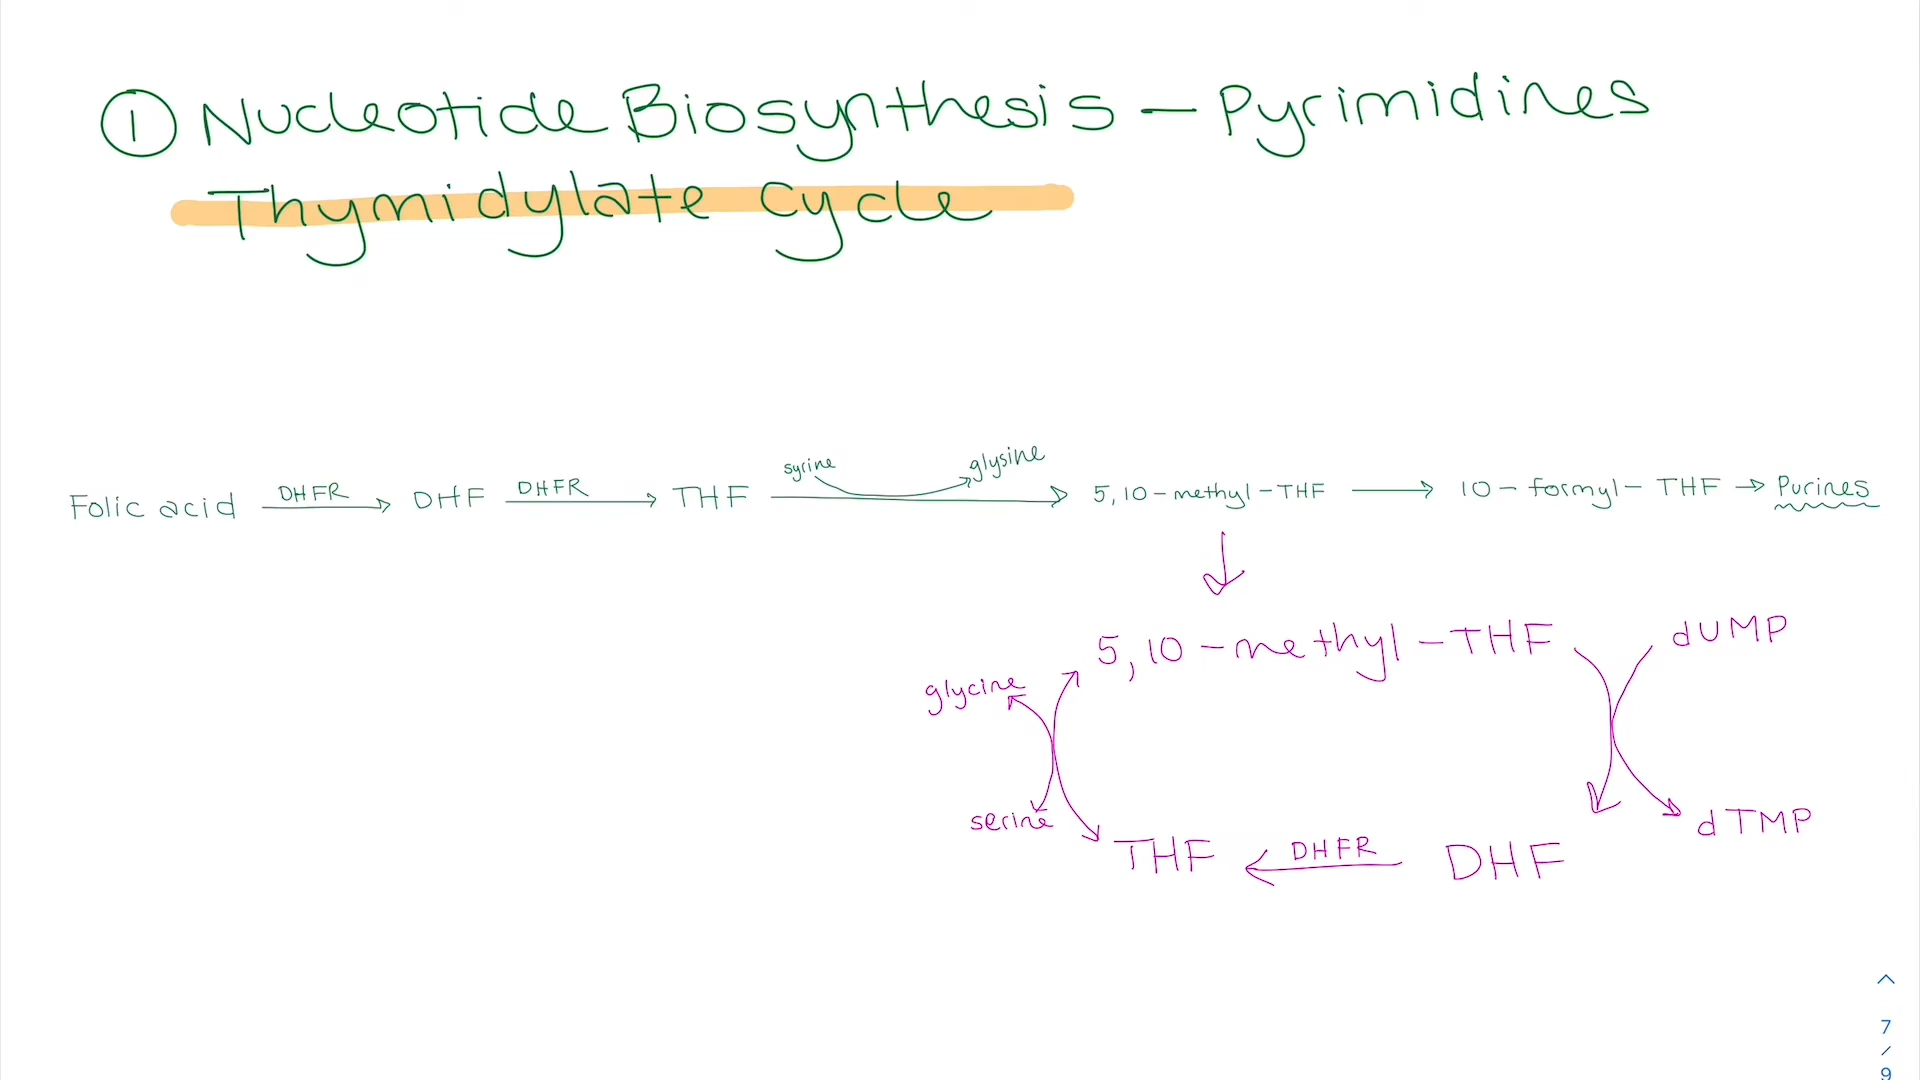 ① Nucleotide Biosynthesis - Pyrimidines
Thymidylate cycle
syrine glysine
Folic acid DHFR DHF DHFR THF 5,10-methyl-THF 10-formyl-THF Purines
5,10-methyl-THF dUMP
glycine
serine dTMP
THF DHFR DHF
7
/
9